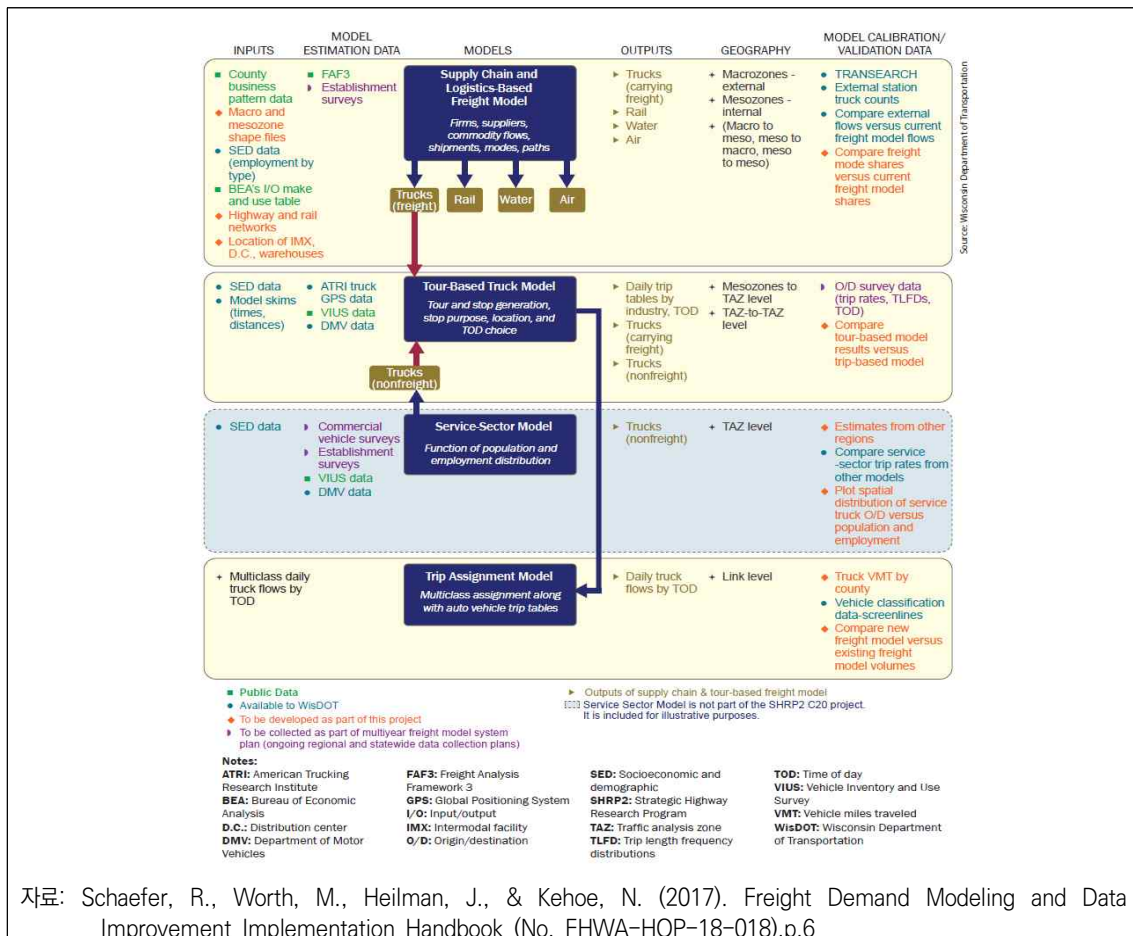 INPUTS
MODEL
ESTIMATION DATA
MODELS
OUTPUTS
GEOGRAPHY
MODEL CALIBRATION/
VALIDATION DATA
County
business
pattern data
Macro and
mesozone
shape files
SED data
(employment by
type)
BEA's I/O make
and use table
Highway and rail
networks
Location of IMX,
D.C., warehouses
FAF3
Establishment
surveys
Supply Chain and
Logistics-Based
Freight Model
Firms, suppliers,
commodity flows,
shipments, modes, paths
Trucks
(freight)
Rail
Water
Air
Trucks
(carrying
freight)
Rail
Water
Air
Macrozones -
external
Mesozones -
internal
(Macro to
meso, meso to
macro, meso
to meso)
TRANSEARCH
External station
truck counts
Compare external
flows versus current
freight model flows
Compare freight
mode shares
versus current
freight model
shares
Source: Wisconsin Department of Transportation
SED data
Model skims
(times,
distances)
ATRI truck
GPS data
VIUS data
DMV data
Tour-Based Truck Model
Tour and stop generation,
stop purpose, location, and
TOD choice
Trucks
(nonfreight)
Daily trip
tables by
industry, TOD
Trucks
(carrying
freight)
Trucks
(nonfreight)
Mesozones to
TAZ level
TAZ-to-TAZ
level
O/D survey data
(trip rates, TLFDs,
TOD)
Compare
tour-based model
results versus
trip-based model
SED data
Commercial
vehicle surveys
Establishment
surveys
VIUS data
DMV data
Service-Sector Model
Function of population and
employment distribution
Trucks
(nonfreight)
TAZ level
Estimates from other
regions
Compare service
-sector trip rates from
other models
Plot spatial
distribution of service
truck O/D versus
population and
employment
Multiclass daily
truck flows by
TOD
Trip Assignment Model
Multiclass assignment along
with auto vehicle trip tables
Daily truck
flows by TOD
Link level
Truck VMT by
county
Vehicle classification
data-screenlines
Compare new
freight model versus
existing freight
model volumes
Public Data
Available to WisDOT
To be developed as part of this project
To be collected as part of multiyear freight model system
plan (ongoing regional and statewide data collection plans)
Outputs of supply chain & tour-based freight model
Service Sector Model is not part of the SHRP2 C20 project.
It is included for illustrative purposes.
Notes:
ATRI: American Trucking
Research Institute
BEA: Bureau of Economic
Analysis
D.C.: Distribution center
DMV: Department of Motor
Vehicles
FAF3: Freight Analysis
Framework 3
GPS: Global Positioning System
I/O: Input/output
IMX: Intermodal facility
O/D: Origin/destination
SED: Socioeconomic and
demographic
SHRP2: Strategic Highway
Research Program
TAZ: Traffic analysis zone
TLFD: Trip length frequency
distributions
TOD: Time of day
VIUS: Vehicle Inventory and Use
Survey
VMT: Vehicle miles traveled
WisDOT: Wisconsin Department
of Transportation
자료: Schaefer, R., Worth, M., Heilman, J., & Kehoe, N. (2017). Freight Demand Modeling and Data
Improvement Implementation Handbook (No. FHWA-HOP-18-018).p.6